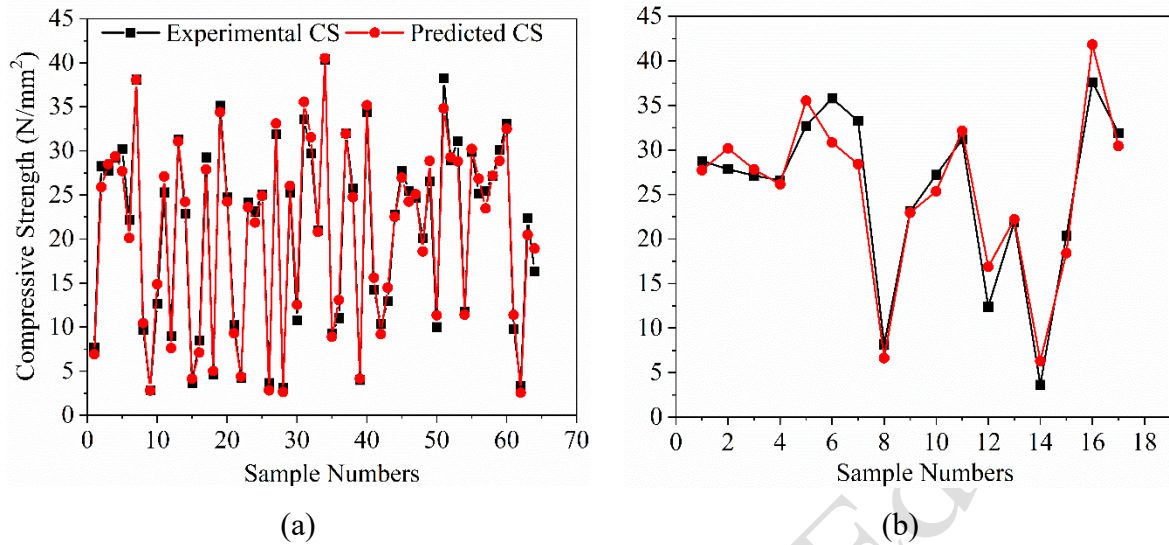 Experimental CS
Predicted CS
Compressive Strength (N/mm²)
45
40
35
30
25
20
15
10
5
0
0 10 20 30 40 50 60 70
Sample Numbers
(a)
45
40
35
30
25
20
15
10
5
0
0 2 4 6 8 10 12 14 16 18
Sample Numbers
(b)